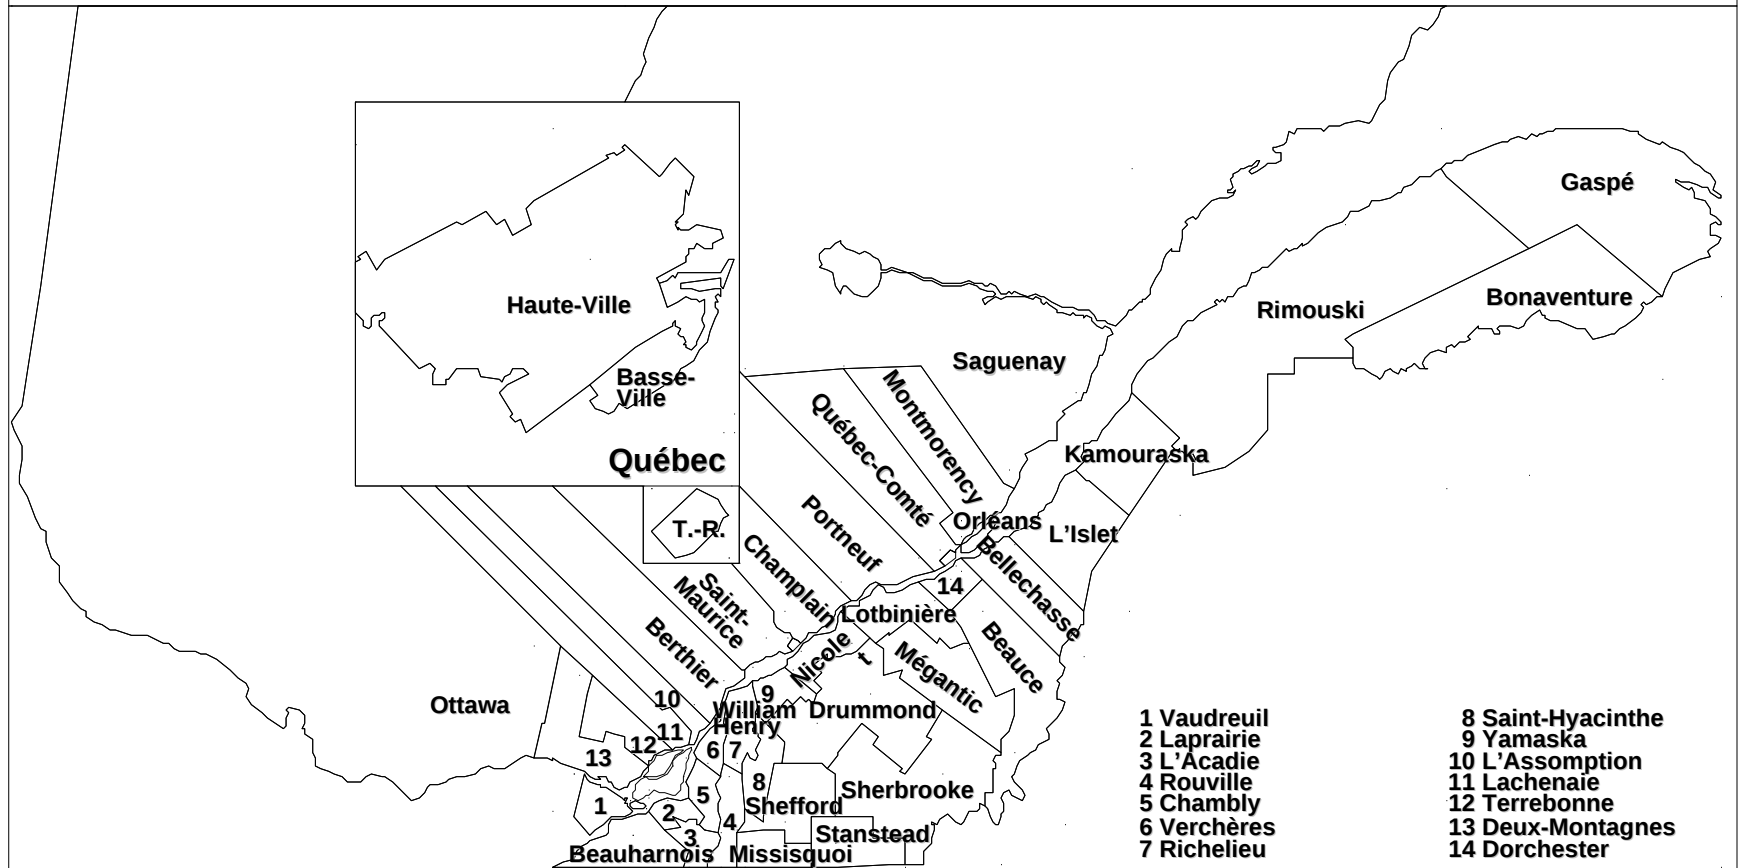 Gaspé
Bonaventure
Rimouski
Haute-Ville
Basse-
Ville
Québec
Saguenay
Montmorency
Québec-Comté
Kamouraska
Portneuf
Orléans
L’Islet
T.-R.
Champlain
Bellechasse
14
Saint-
Maurice
Lotbinière
Berthier
Nicole
t
Beauce
Mégantic
Ottawa
10
9
William
Henry
Drummond
11
12
13
6
7
8
Sherbrooke
5
1
2
Shefford
4
3
Stanstead
Beauharnois
Missisquoi
1 Vaudreuil
2 Laprairie
3 L’Acadie
4 Rouville
5 Chambly
6 Verchères
7 Richelieu
8 Saint-Hyacinthe
9 Yamaska
10 L’Assomption
11 Lachenaie
12 Terrebonne
13 Deux-Montagnes
14 Dorchester